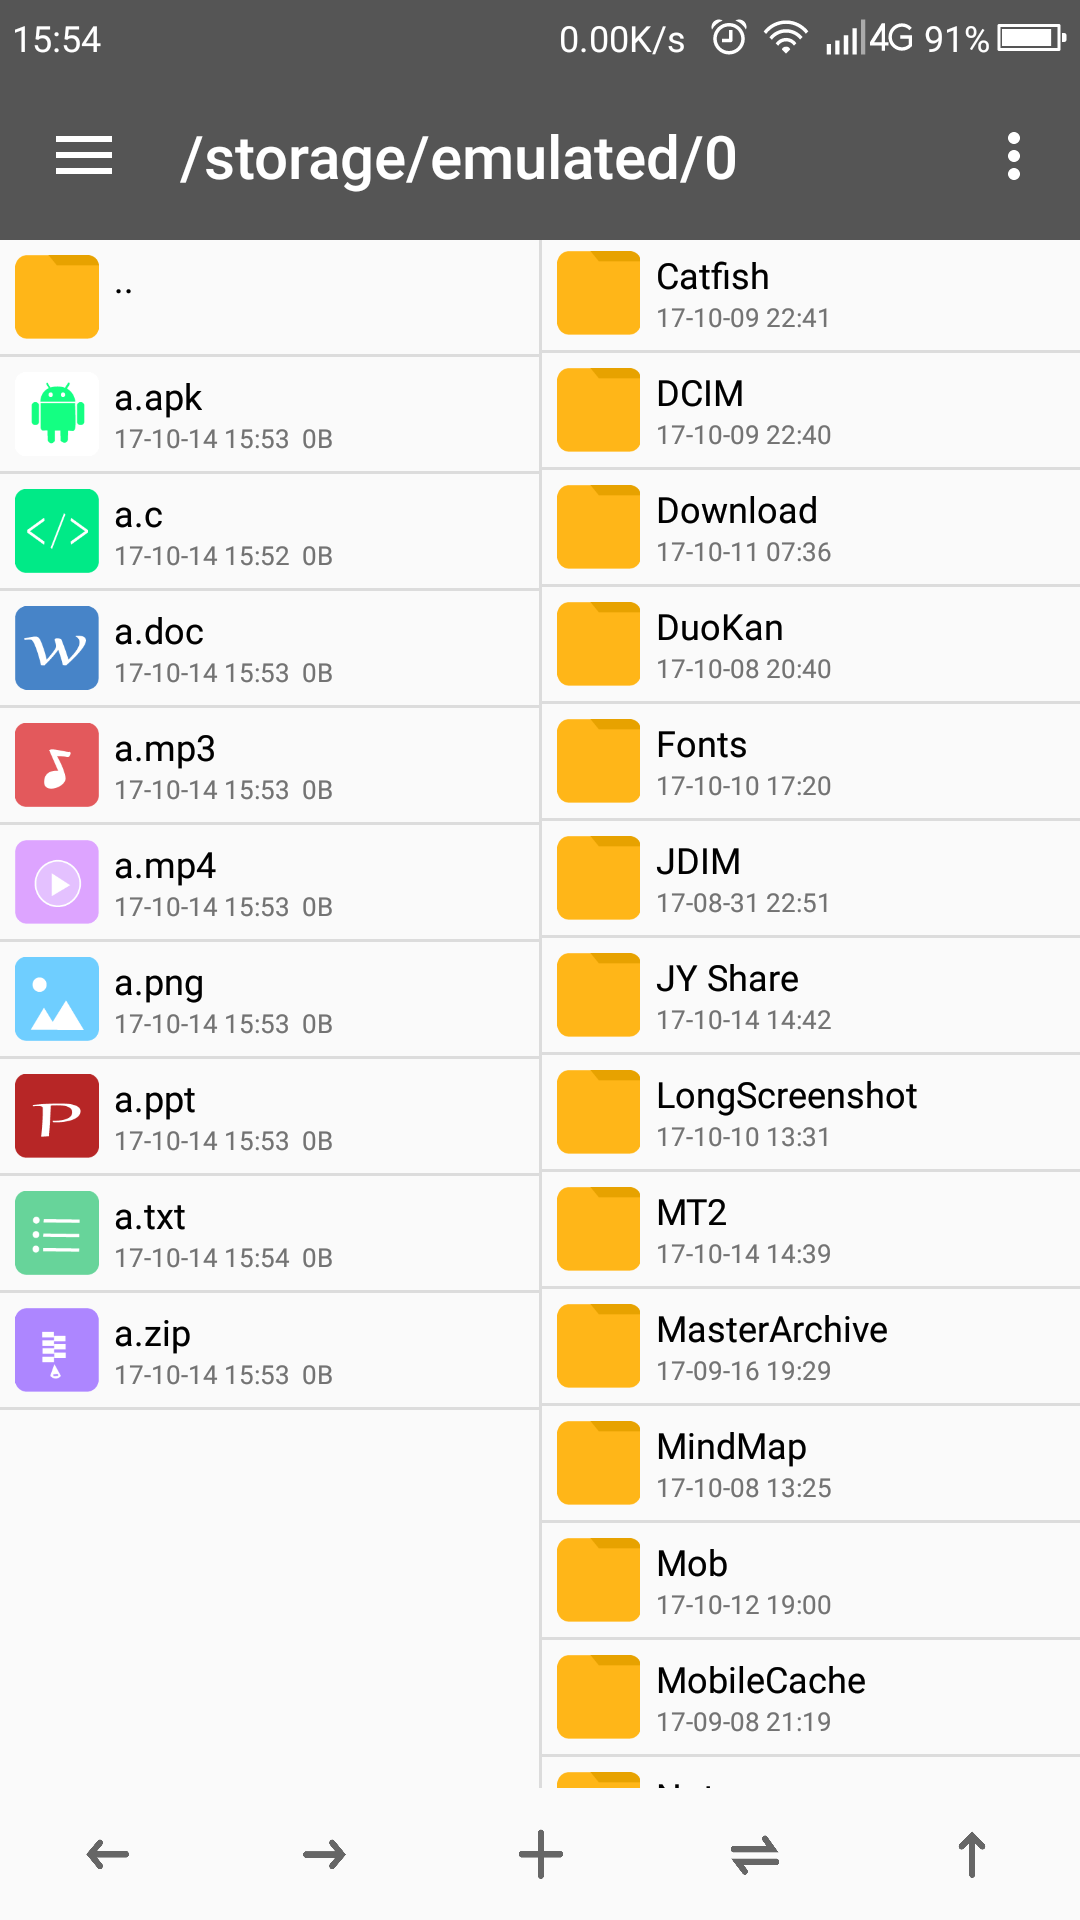 15:54 0.00K/s 4G 91%
/storage/emulated/0
..
a.apk
17-10-14 15:53 0B
a.c
17-10-14 15:52 0B
a.doc
17-10-14 15:53 0B
a.mp3
17-10-14 15:53 0B
a.mp4
17-10-14 15:53 0B
a.png
17-10-14 15:53 0B
a.ppt
17-10-14 15:53 0B
a.txt
17-10-14 15:54 0B
a.zip
17-10-14 15:53 0B
Catfish
17-10-09 22:41
DCIM
17-10-09 22:40
Download
17-10-11 07:36
DuoKan
17-10-08 20:40
Fonts
17-10-10 17:20
JDIM
17-08-31 22:51
JY Share
17-10-14 14:42
LongScreenshot
17-10-10 13:31
MT2
17-10-14 14:39
MasterArchive
17-09-16 19:29
MindMap
17-10-08 13:25
Mob
17-10-12 19:00
MobileCache
17-09-08 21:19